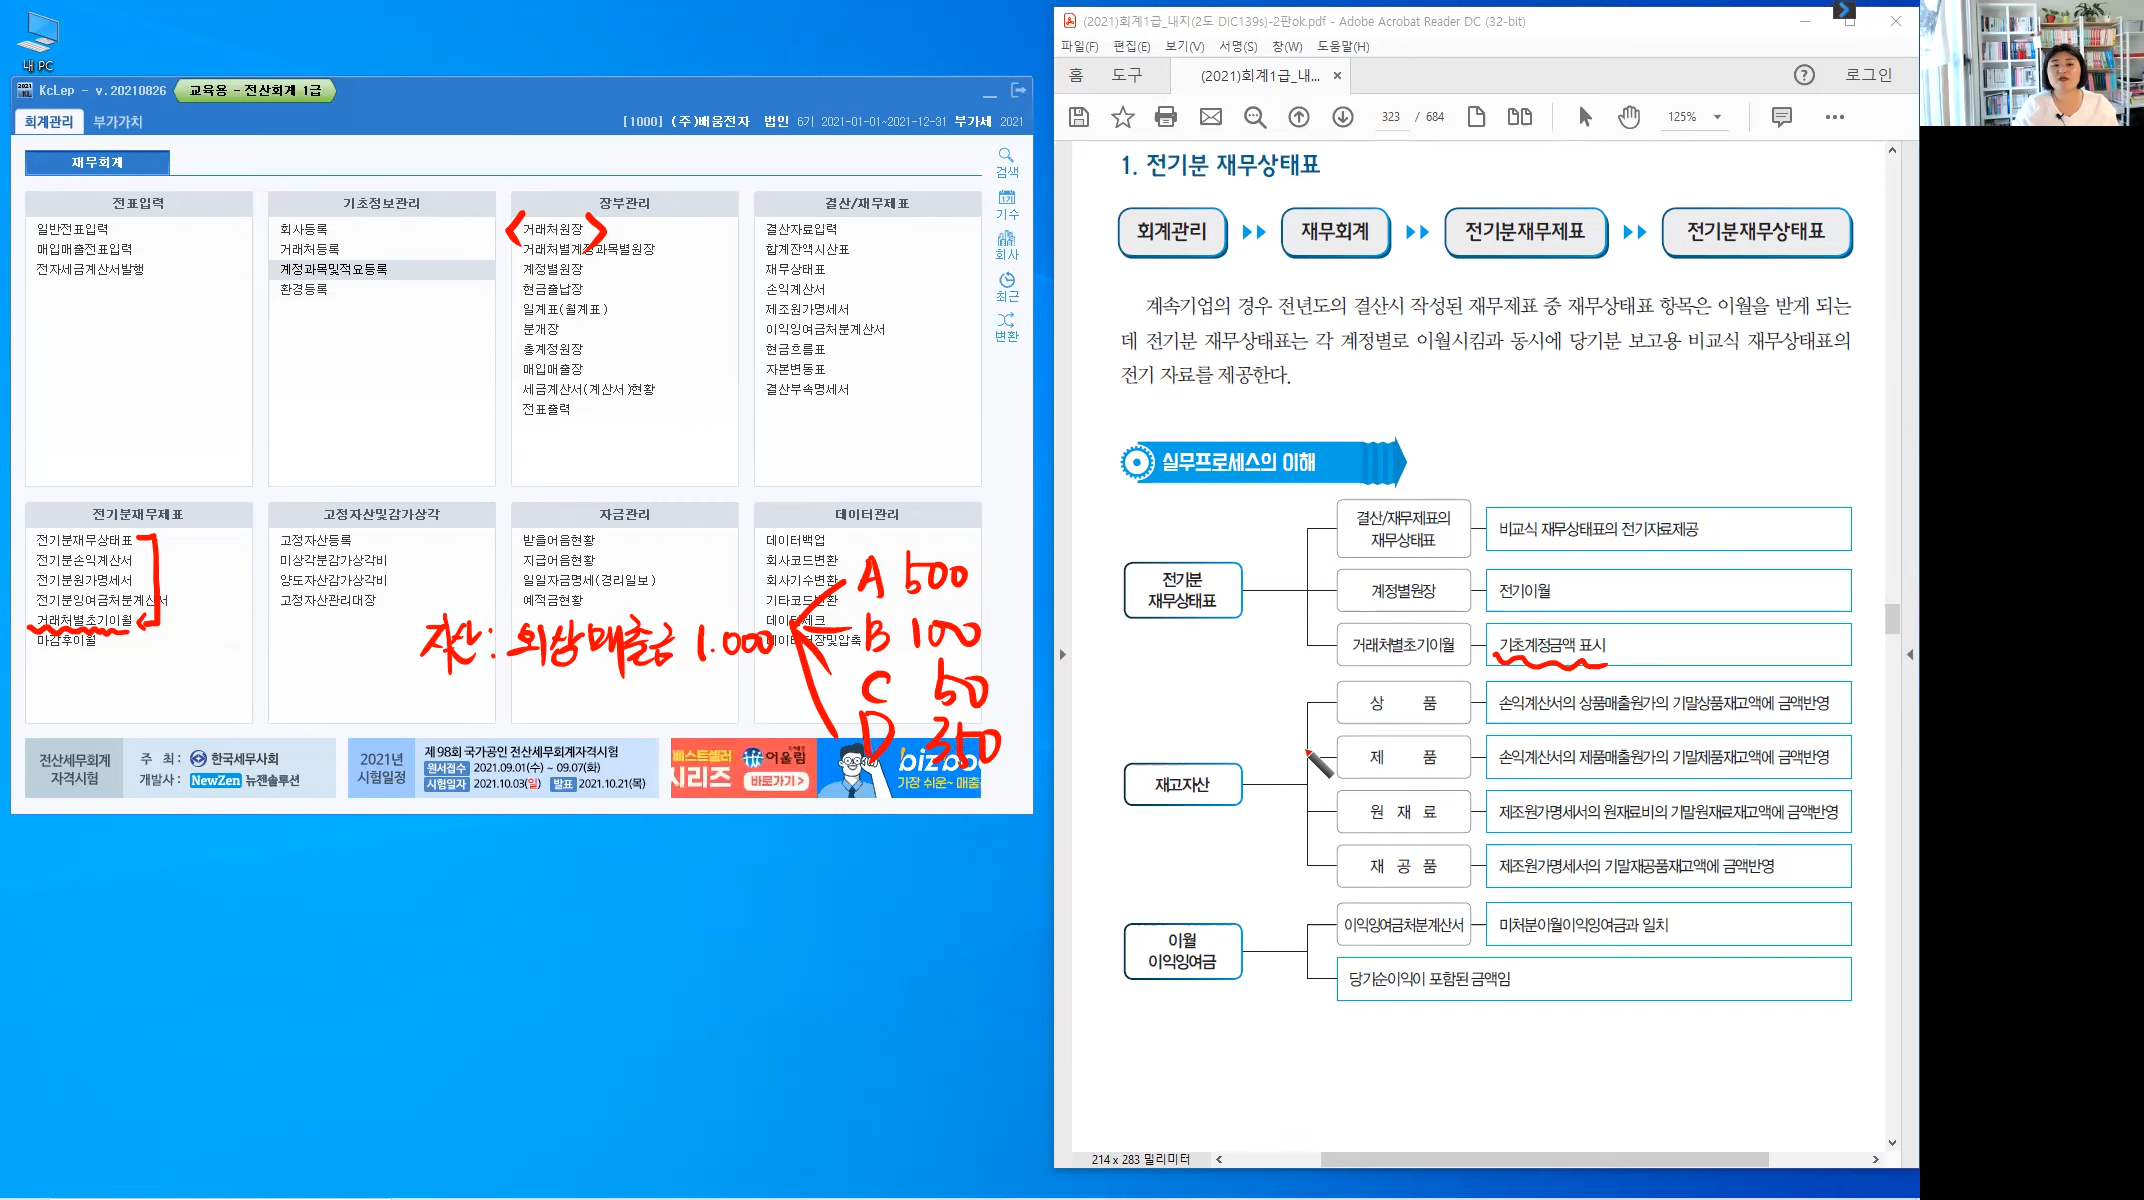 내 PC
KcLep - v.20210826 교육용 - 전산회계 1급
회계관리 부가가치
[1000] (주)배움전자 법인 6기 2021-01-01~2021-12-31 부가세 2021
재무회계
검색
기수
회사
최근
변환
전표입력
일반전표입력
매입매출전표입력
전자세금계산서발행
기초정보관리
회사등록
거래처등록
계정과목및적요등록
환경등록
장부관리
거래처원장
거래처별계정과목별원장
계정별원장
현금출납장
일계표(월계표)
분개장
총계정원장
매입매출장
세금계산서(계산서)현황
전표출력
결산/재무제표
결산자료입력
합계잔액시산표
재무상태표
손익계산서
제조원가명세서
이익잉여금처분계산서
현금흐름표
자본변동표
결산부속명세서
전기분재무제표
전기분재무상태표
전기분손익계산서
전기분원가명세서
전기분잉여금처분계산서
거래처별초기이월
마감후이월
고정자산및감가상각
고정자산등록
미상각분감가상각비
양도자산감가상각비
고정자산관리대장
자금관리
받을어음현황
지급어음현황
일일자금명세(경리일보)
예적금현황
데이터관리
데이터백업
회사코드변환
회사기수변환
기타코드변환
데이터체크
데이터저장및압축
자산: 외상매출금 1.000
A 500
B 100
C 50
D 350
전산세무회계
자격시험
주 최 : 한국세무사회
개발사 : NewZen 뉴젠솔루션
2021년
시험일정
제98회 국가공인 전산세무회계자격시험
원서접수 2021.09.01(수) ~ 09.07(화)
시험일자 2021.10.03(일) 발표 2021.10.21(목)
베스트셀러
시리즈
어울림
바로가기 >
가장 쉬운~ 매출
(2021)회계1급_내지(2도 DIC139s)-2판ok.pdf - Adobe Acrobat Reader DC (32-bit)
파일(F) 편집(E) 보기(V) 서명(S) 창(W) 도움말(H)
홈 도구 (2021)회계1급_내... × 로그인
323 / 684 125%
1. 전기분 재무상태표
회계관리 재무회계 전기분재무제표 전기분재무상태표
계속기업의 경우 전년도의 결산시 작성된 재무제표 중 재무상태표 항목은 이월을 받게 되는
데 전기분 재무상태표는 각 계정별로 이월시킴과 동시에 당기분 보고용 비교식 재무상태표의
전기 자료를 제공한다.
실무프로세스의 이해
전기분
재무상태표
결산/재무제표의
재무상태표
비교식 재무상태표의 전기자료제공
계정별원장 전기이월
거래처별초기이월 기초계정금액 표시
재고자산
상 품 손익계산서의 상품매출원가의 기말상품재고액에 금액반영
제 품 손익계산서의 제품매출원가의 기말제품재고액에 금액반영
원 재 료 제조원가명세서의 원재료비의 기말원재료재고액에 금액반영
재 공 품 제조원가명세서의 기말재공품재고액에 금액반영
이월
이익잉여금
이익잉여금처분계산서 미처분이월이익잉여금과 일치
당기순이익이 포함된 금액임
214 x 283 밀리미터